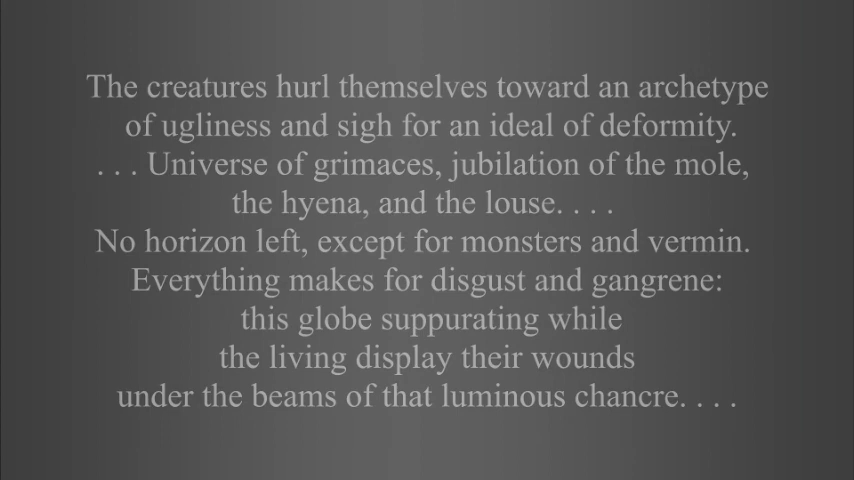 The creatures hurl themselves toward an archetype
of ugliness and sigh for an ideal of deformity.
. . . Universe of grimaces, jubilation of the mole,
the hyena, and the louse. . . .
No horizon left, except for monsters and vermin.
Everything makes for disgust and gangrene:
this globe suppurating while
the living display their wounds
under the beams of that luminous chancre. . . .